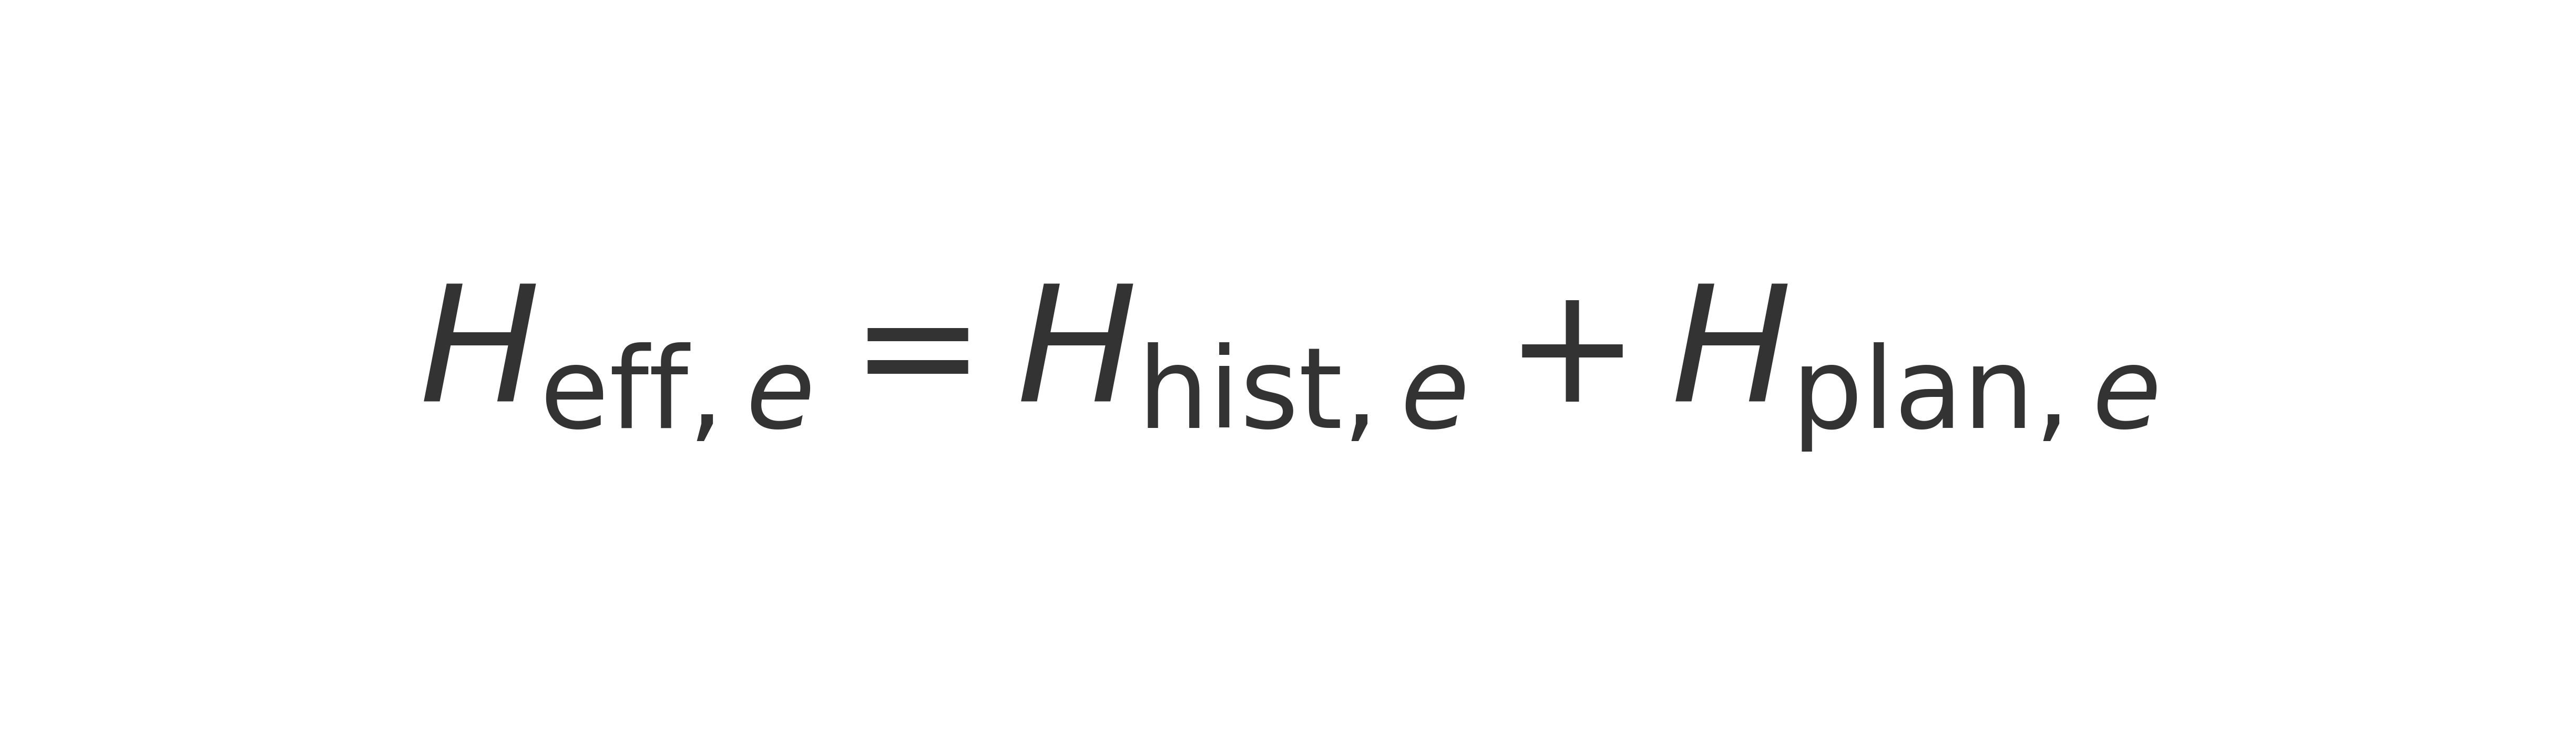 H_{eff, e} = H_{hist, e} + H_{plan, e}